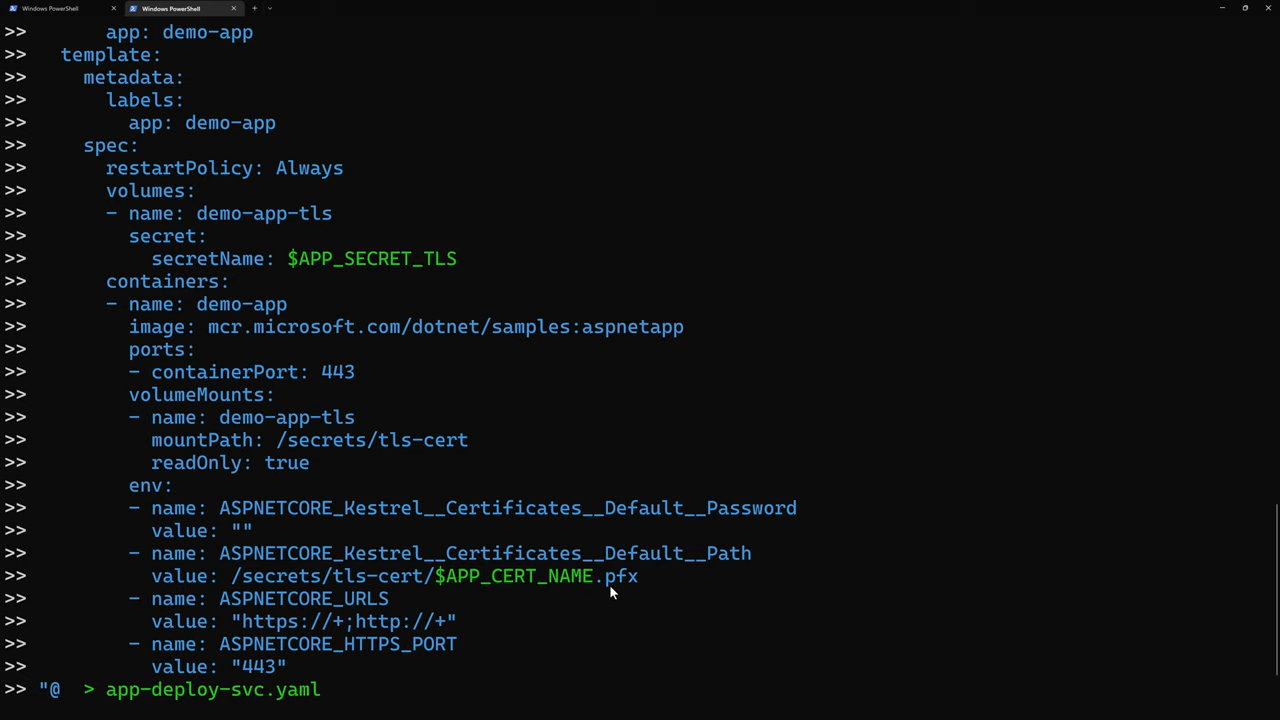 Windows PowerShell
Windows PowerShell
>> app: demo-app
>> template:
>> metadata:
>> labels:
>> app: demo-app
>> spec:
>> restartPolicy: Always
>> volumes:
>> - name: demo-app-tls
>> secret:
>> secretName: $APP_SECRET_TLS
>> containers:
>> - name: demo-app
>> image: mcr.microsoft.com/dotnet/samples:aspnetapp
>> ports:
>> - containerPort: 443
>> volumeMounts:
>> - name: demo-app-tls
>> mountPath: /secrets/tls-cert
>> readOnly: true
>> env:
>> - name: ASPNETCORE_Kestrel__Certificates__Default__Password
>> value: ""
>> - name: ASPNETCORE_Kestrel__Certificates__Default__Path
>> value: /secrets/tls-cert/$APP_CERT_NAME.pfx
>> - name: ASPNETCORE_URLS
>> value: "https://+;http://+"
>> - name: ASPNETCORE_HTTPS_PORT
>> value: "443"
>> "@ > app-deploy-svc.yaml